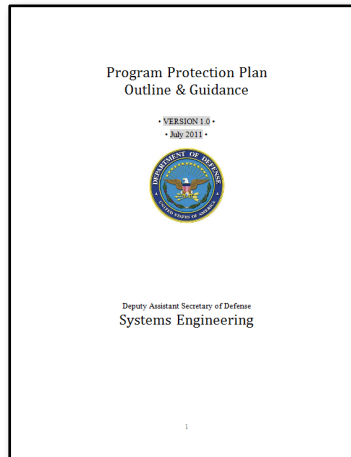 Program Protection Plan
Outline & Guidance
• VERSION 1.0 •
• July 2011 •
DEPARTMENT OF DEFENSE
UNITED STATES OF AMERICA
Deputy Assistant Secretary of Defense
Systems Engineering
1